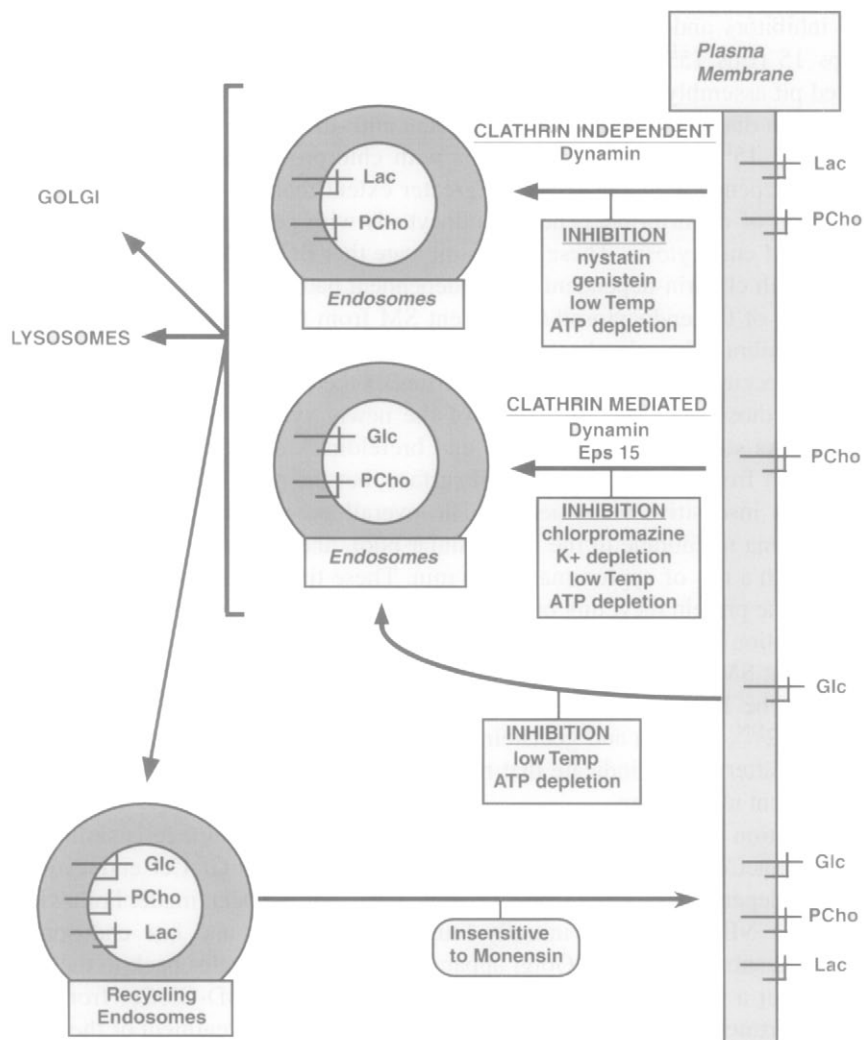 Plasma
Membrane
CLATHRIN INDEPENDENT
Dynamin
Lac
PCho
GOLGI
LYSOSOMES
Lac
PCho
Endosomes
INHIBITION
nystatin
genistein
low Temp
ATP depletion
CLATHRIN MEDIATED
Dynamin
Eps 15
PCho
Glc
PCho
Endosomes
INHIBITION
chlorpromazine
K+ depletion
low Temp
ATP depletion
Glc
INHIBITION
low Temp
ATP depletion
Glc
PCho
Lac
Recycling
Endosomes
Insensitive
to Monensin
Glc
PCho
Lac